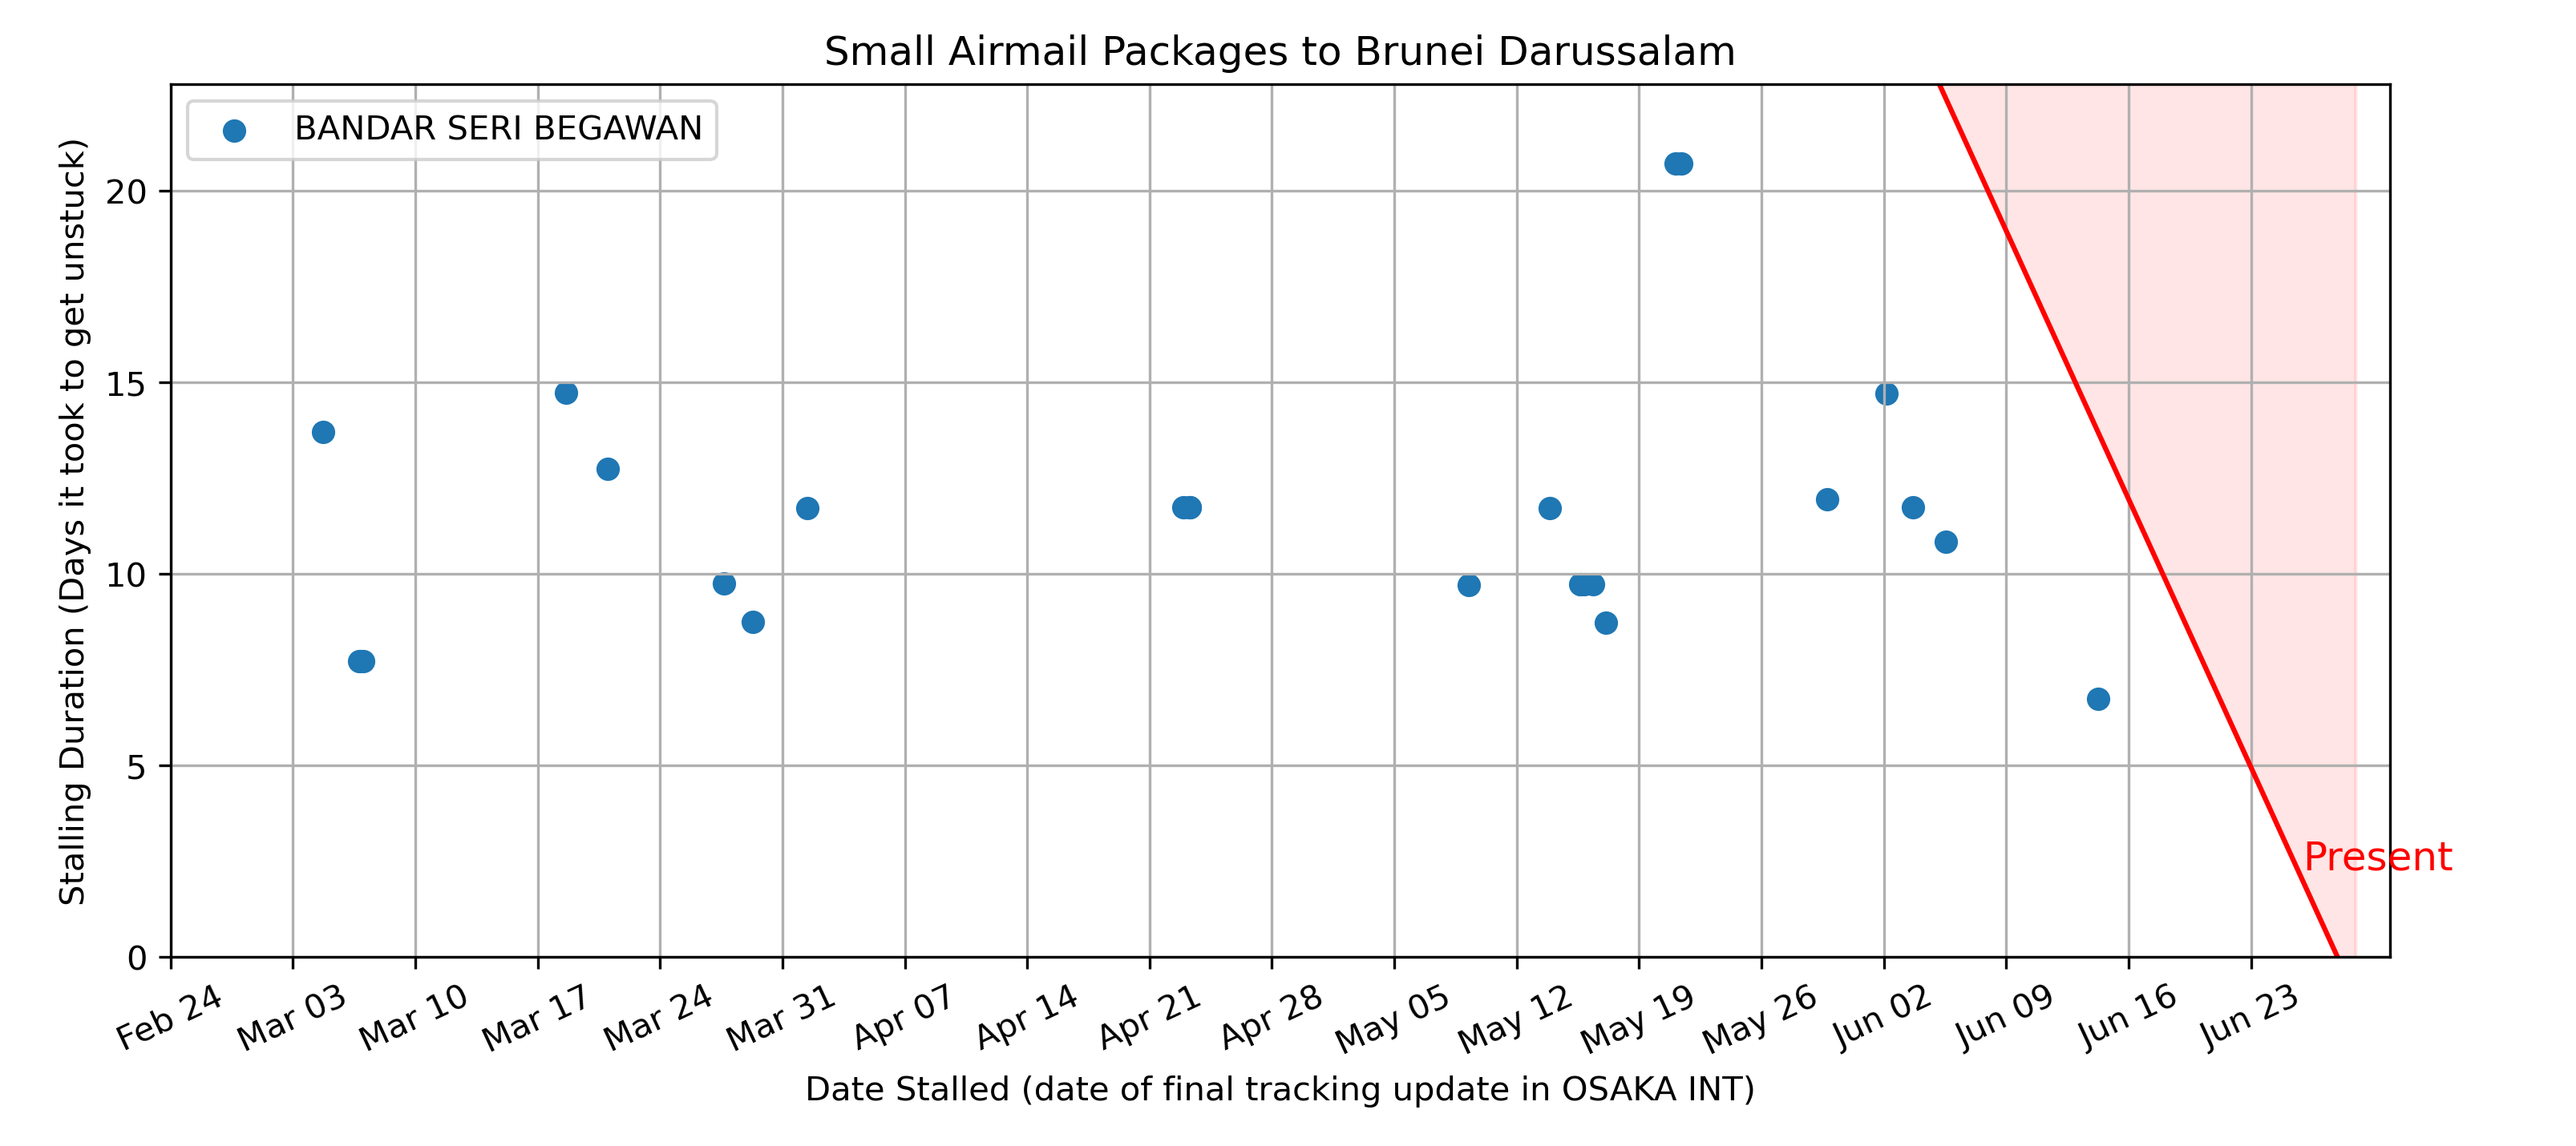 Small Airmail Packages to Brunei Darussalam
BANDAR SERI BEGAWAN
Stalling Duration (Days it took to get unstuck)
20
15
10
5
0
Present
Feb 24
Mar 03
Mar 10
Mar 17
Mar 24
Mar 31
Apr 07
Apr 14
Apr 21
Apr 28
May 05
May 12
May 19
May 26
Jun 02
Jun 09
Jun 16
Jun 23
Date Stalled (date of final tracking update in OSAKA INT)